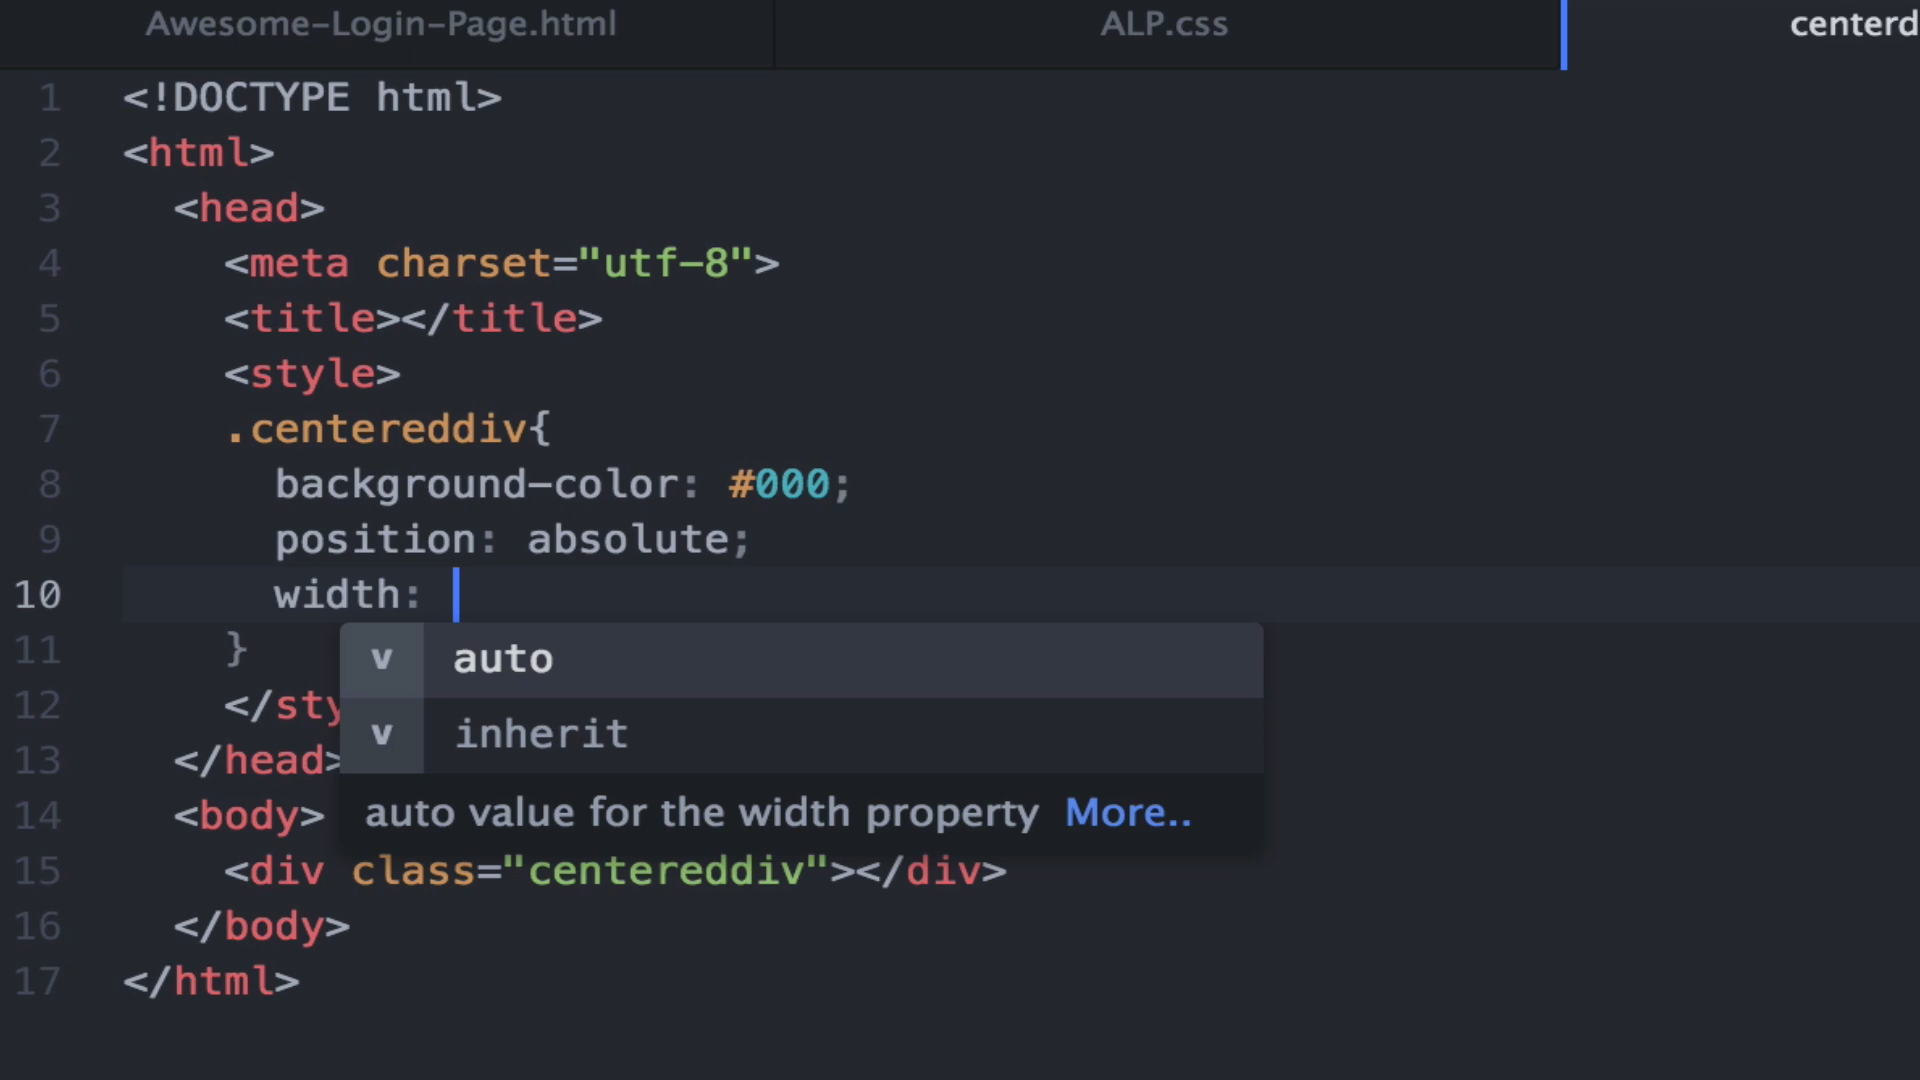 Awesome-Login-Page.html ALP.css centerd
1 <!DOCTYPE html>
2 <html>
3 <head>
4 <meta charset="utf-8">
5 <title></title>
6 <style>
7 .centereddiv{
8 background-color: #000;
9 position: absolute;
10 width:
11 }
v auto
12 </sty
v inherit
13 </head>
14 <body>
auto value for the width property More..
15 <div class="centereddiv"></div>
16 </body>
17 </html>